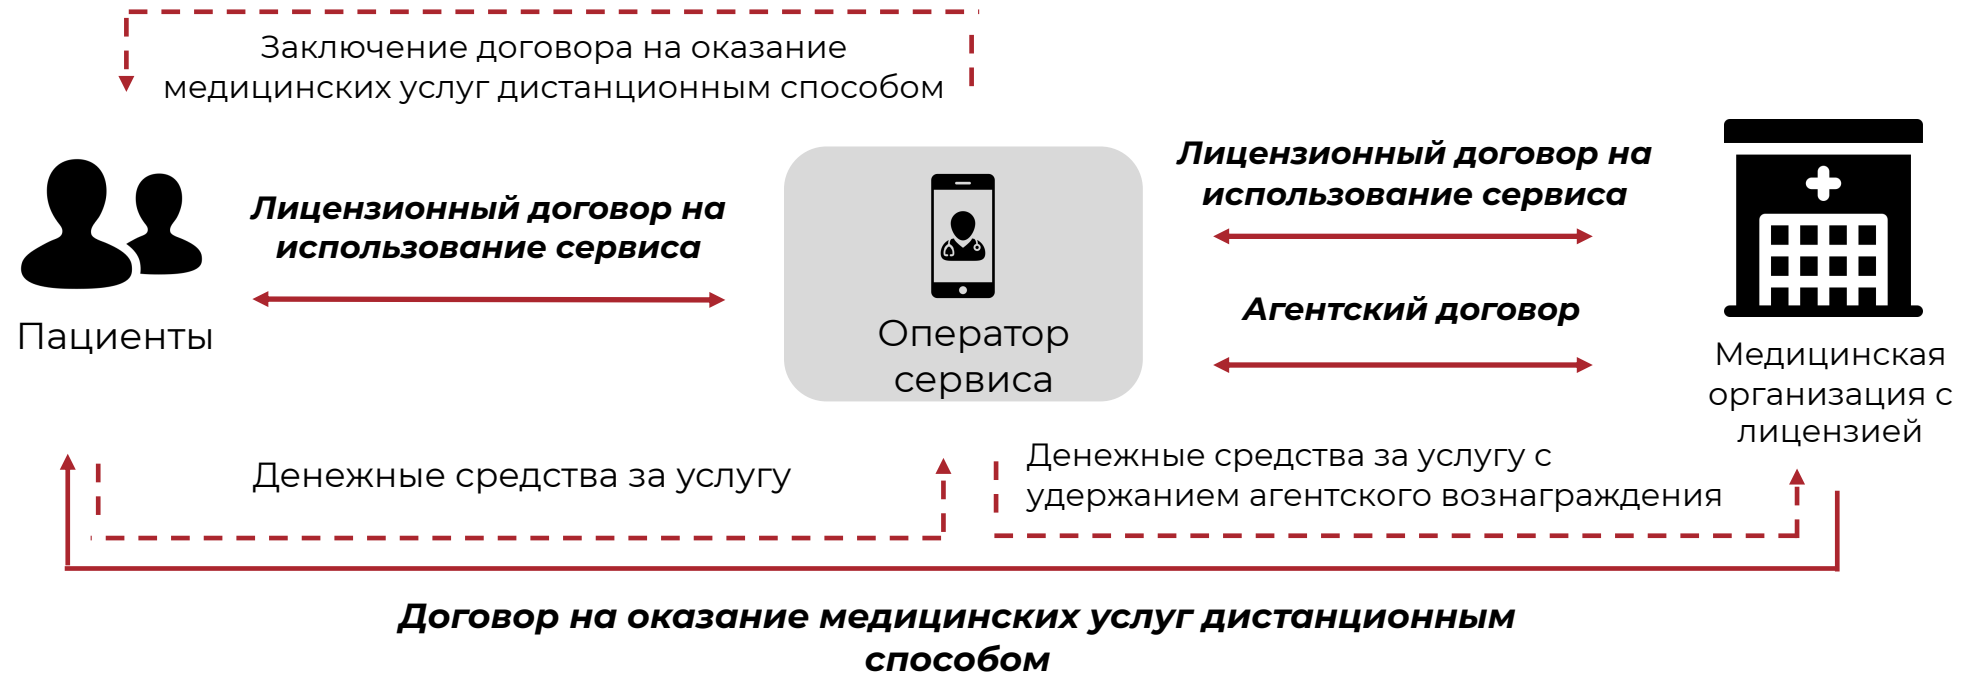 Заключение договора на оказание
медицинских услуг дистанционным способом
Лицензионный договор на
использование сервиса
Пациенты
Оператор
сервиса
Лицензионный договор на
использование сервиса
Агентский договор
Медицинская
организация с
лицензией
Денежные средства за услугу
Денежные средства за услугу с
удержанием агентского вознаграждения
Договор на оказание медицинских услуг дистанционным
способом